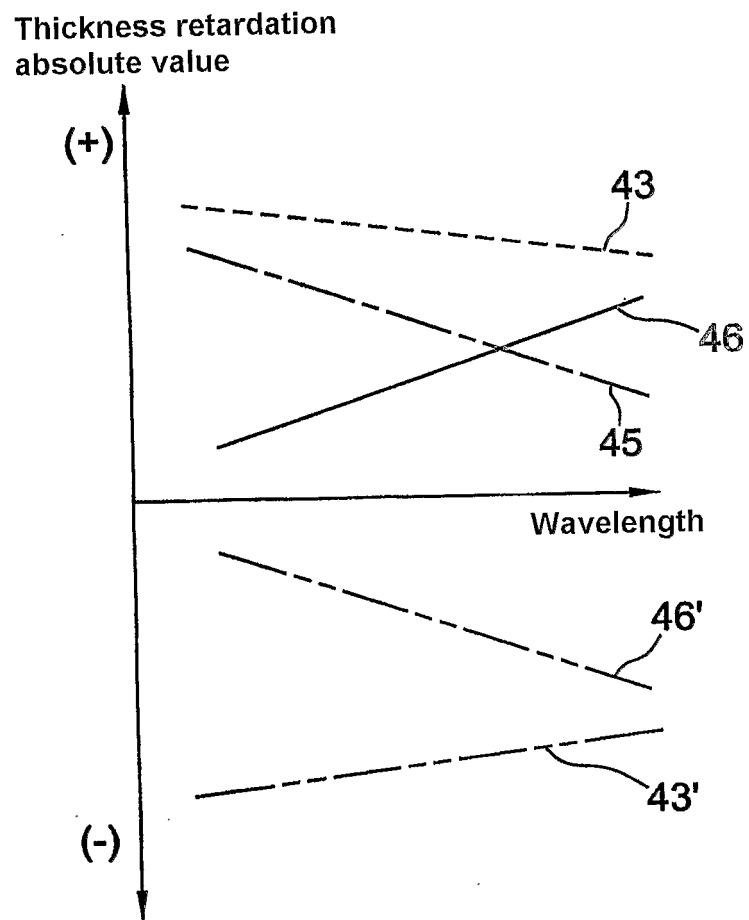 Thickness retardation
absolute value
(+)
43
46
45
Wavelength
46'
43'
(-)